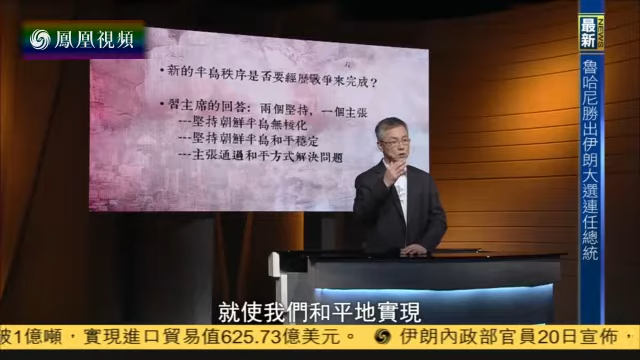 鳳凰視頻
•新的半島秩序是否要經歷戰爭來完成？
•習主席的回答：兩個堅持，一個主張
---堅持朝鮮半島無核化
---堅持朝鮮半島和平穩定
---主張通過和平方式解決問題
最新
魯哈尼勝出伊朗大選連任總統
就使我們和平地實現
破1億噸，實現進口貿易值625.73億美元。 伊朗內政部官員20日宣佈，